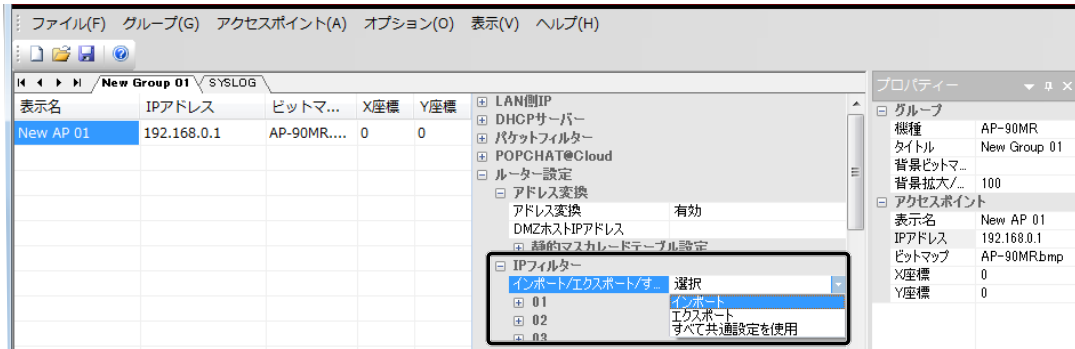 ファイル(F) グループ(G) アクセスポイント(A) オプション(O) 表示(V) ヘルプ(H)
New Group 01 SYSLOG
表示名 IPアドレス ビットマ... X座標 Y座標
New AP 01 192.168.0.1 AP-90MR.... 0 0
LAN側IP
DHCPサーバー
パケットフィルター
POPCHAT@Cloud
ルーター設定
アドレス変換
アドレス変換 有効
DMZホストIPアドレス
静的マスカレードテーブル設定
IPフィルター
インポート/エクスポート/す... 選択
インポート
エクスポート
すべて共通設定を使用
01
02
03
プロパティー
グループ
機種 AP-90MR
タイトル New Group 01
背景ビットマ...
背景拡大/... 100
アクセスポイント
表示名 New AP 01
IPアドレス 192.168.0.1
ビットマップ AP-90MR.bmp
X座標 0
Y座標 0